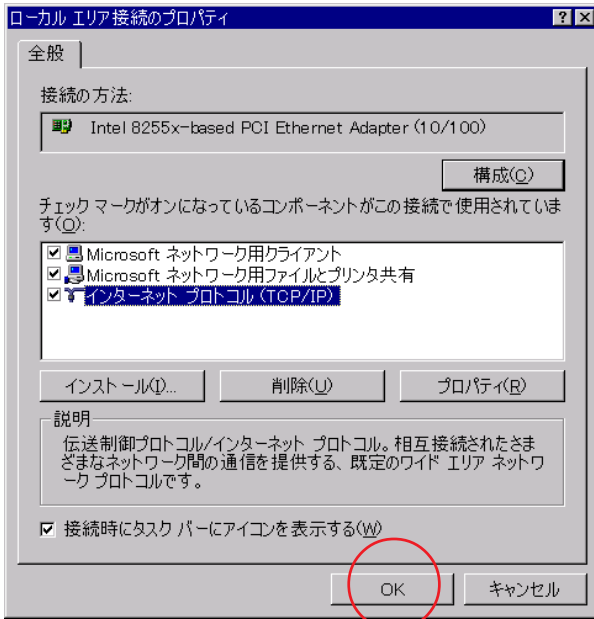 ローカル エリア接続のプロパティ
全般
接続の方法:
Intel 8255x-based PCI Ethernet Adapter (10/100)
構成(C)
チェック マークがオンになっているコンポーネントがこの接続で使用されていま
す(O):
Microsoft ネットワーク用クライアント
Microsoft ネットワーク用ファイルとプリンタ共有
インターネット プロトコル (TCP/IP)
インストール(I)... 削除(U) プロパティ(R)
説明
伝送制御プロトコル/インターネット プロトコル。相互接続されたさま
ざまなネットワーク間の通信を提供する、既定のワイド エリア ネットワ
ーク プロトコルです。
接続時にタスク バーにアイコンを表示する(W)
OK キャンセル